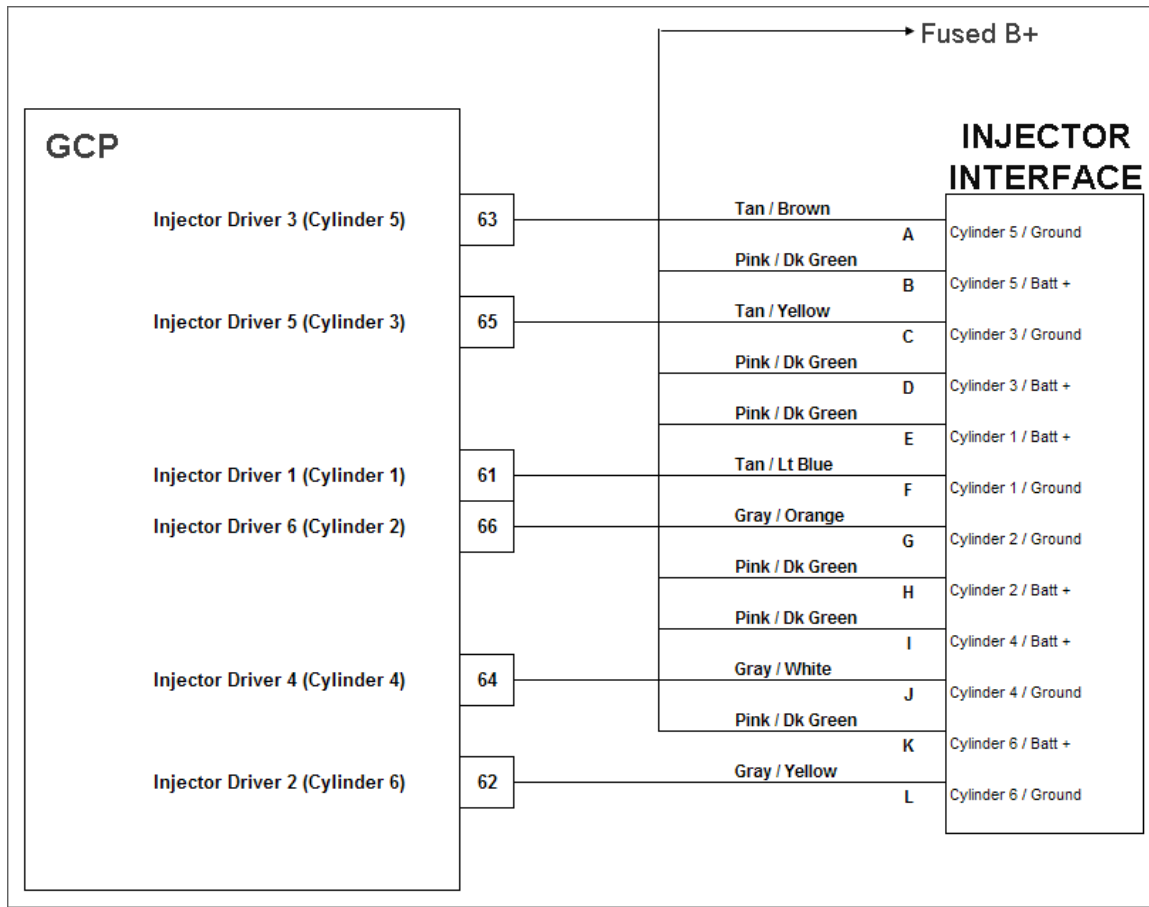 Fused B+
GCP
INJECTOR
INTERFACE
Injector Driver 3 (Cylinder 5)
63
Tan / Brown
A
Cylinder 5 / Ground
Pink / Dk Green
B
Cylinder 5 / Batt +
Injector Driver 5 (Cylinder 3)
65
Tan / Yellow
C
Cylinder 3 / Ground
Pink / Dk Green
D
Cylinder 3 / Batt +
Pink / Dk Green
E
Cylinder 1 / Batt +
Injector Driver 1 (Cylinder 1)
61
Tan / Lt Blue
F
Cylinder 1 / Ground
Injector Driver 6 (Cylinder 2)
66
Gray / Orange
G
Cylinder 2 / Ground
Pink / Dk Green
H
Cylinder 2 / Batt +
Pink / Dk Green
I
Cylinder 4 / Batt +
Injector Driver 4 (Cylinder 4)
64
Gray / White
J
Cylinder 4 / Ground
Pink / Dk Green
K
Cylinder 6 / Batt +
Injector Driver 2 (Cylinder 6)
62
Gray / Yellow
L
Cylinder 6 / Ground